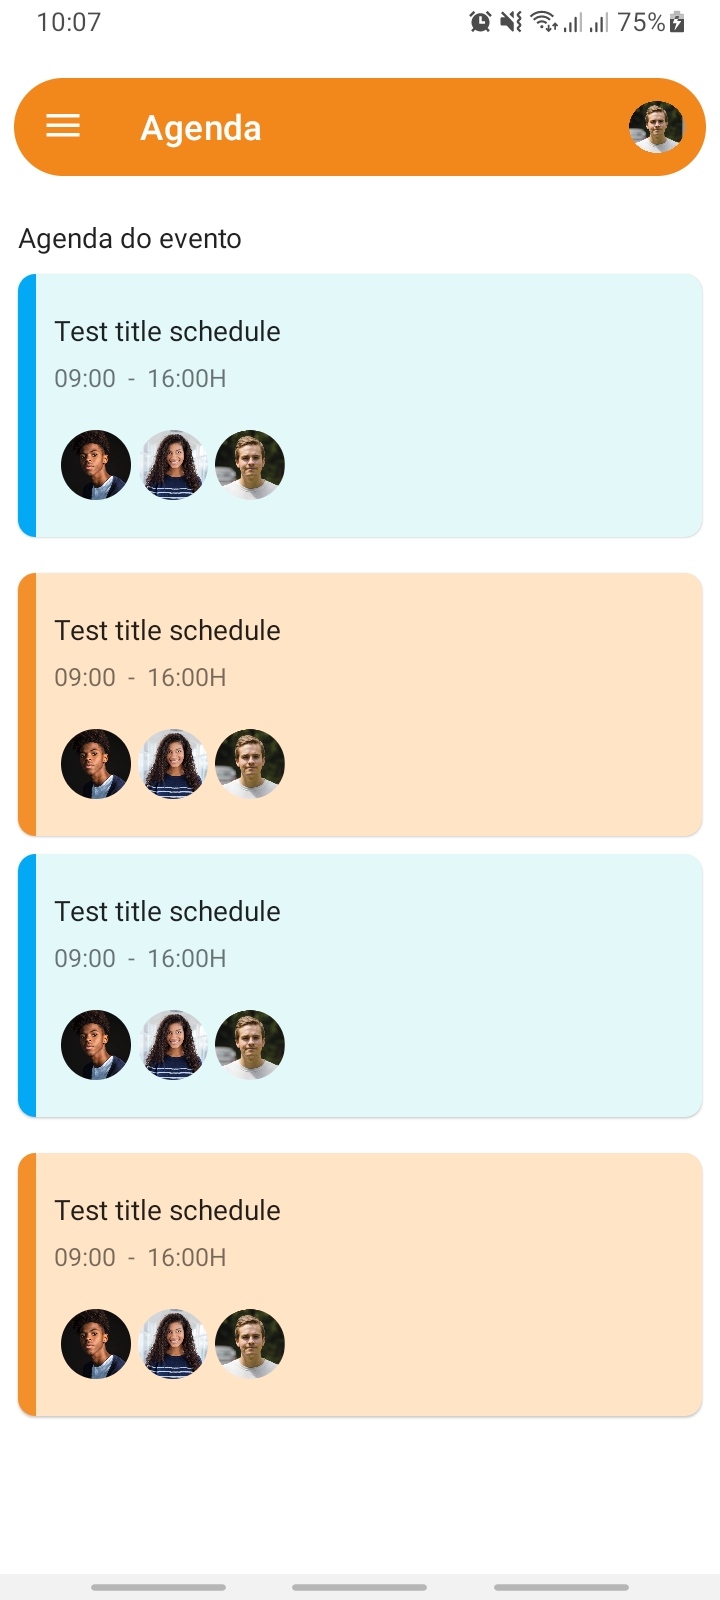 10:07 75%
Agenda
Agenda do evento
Test title schedule
09:00 - 16:00H
Test title schedule
09:00 - 16:00H
Test title schedule
09:00 - 16:00H
Test title schedule
09:00 - 16:00H